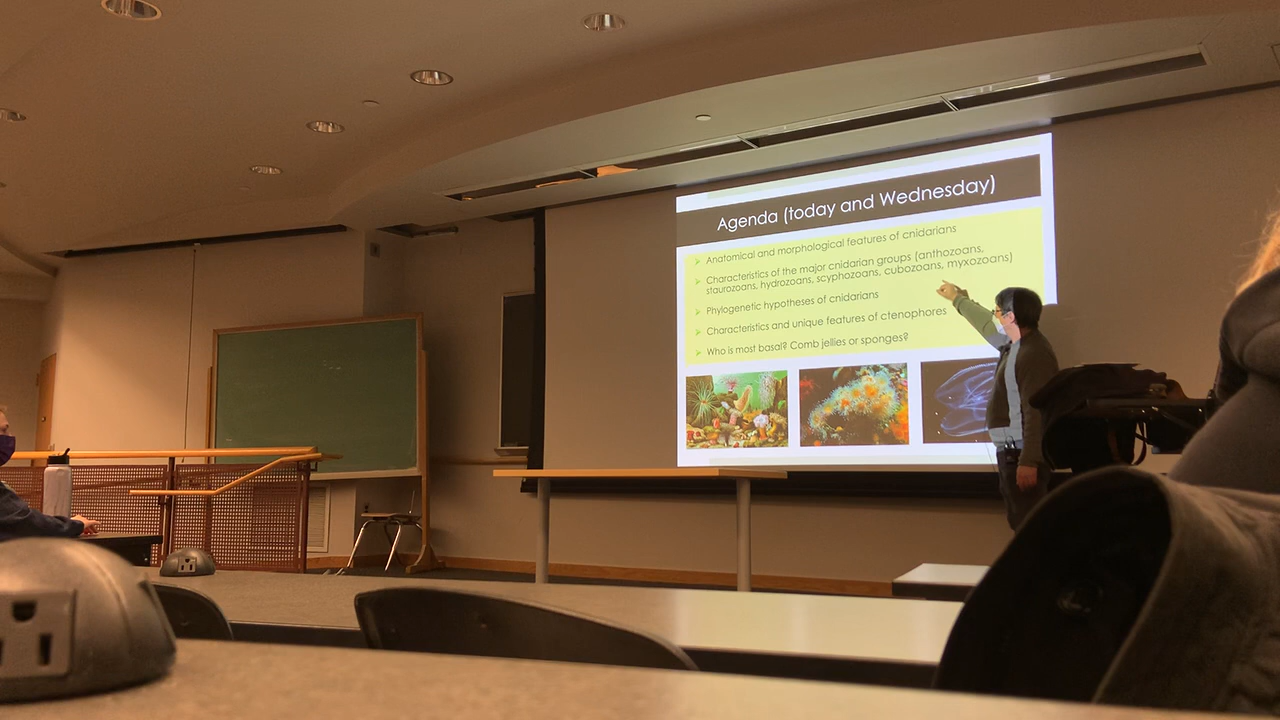 Agenda (today and Wednesday)
Anatomical and morphological features of cnidarians
Characteristics of the major cnidarian groups (anthozoans,
staurozoans, hydrozoans, scyphozoans, cubozoans, myxozoans)
Phylogenetic hypotheses of cnidarians
Characteristics and unique features of ctenophores
Who is most basal? Comb jellies or sponges?